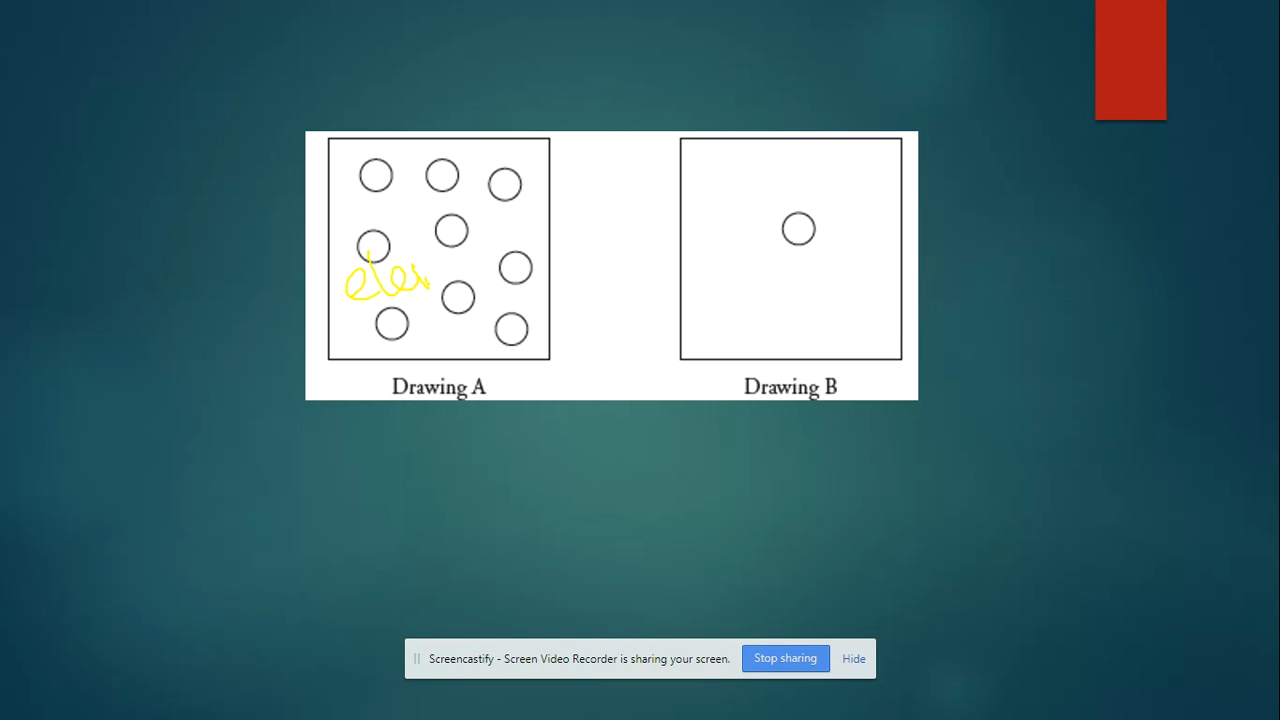 Drawing A
Drawing B
Screencastify - Screen Video Recorder is sharing your screen.
Stop sharing
Hide